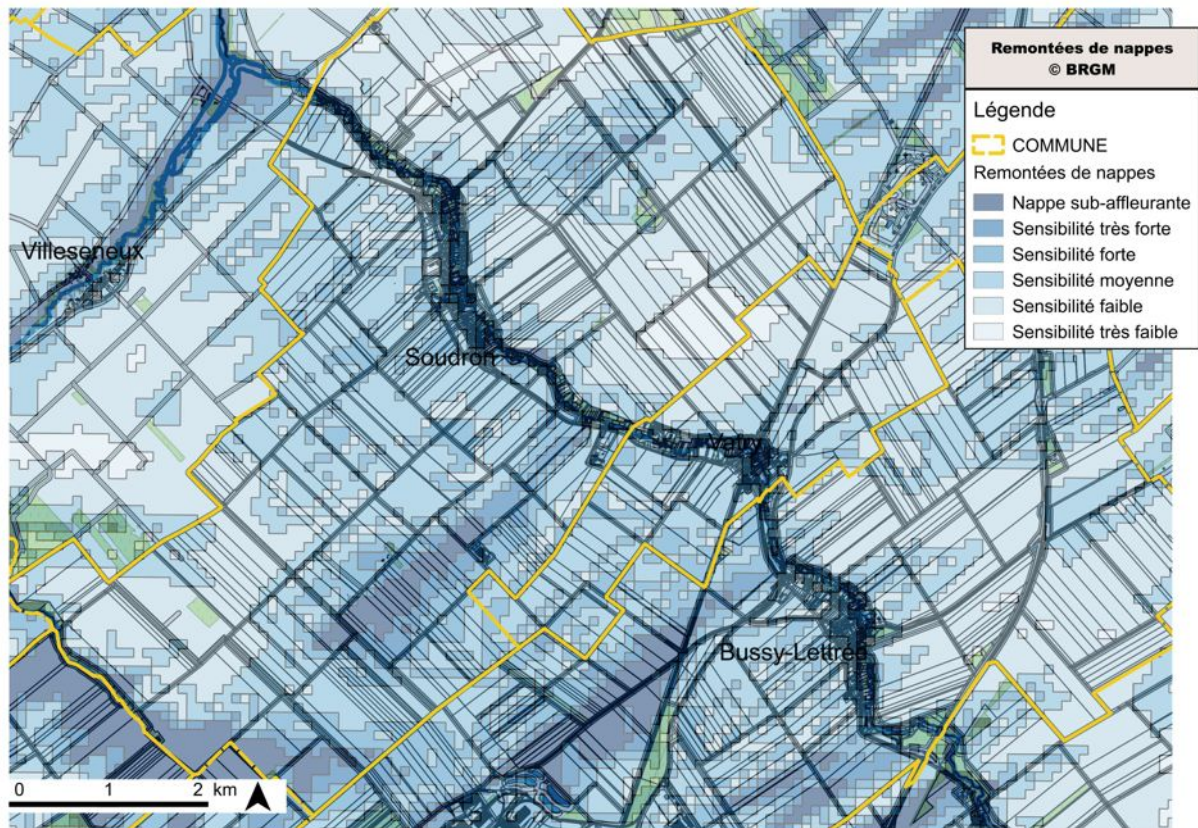 Remontées de nappes
© BRGM
Légende
COMMUNE
Remontées de nappes
Nappe sub-affleurante
Sensibilité très forte
Sensibilité forte
Sensibilité moyenne
Sensibilité faible
Sensibilité très faible
Villeseneux
Soudron
Vatry
Bussy-Lettrée
0 1 2 km